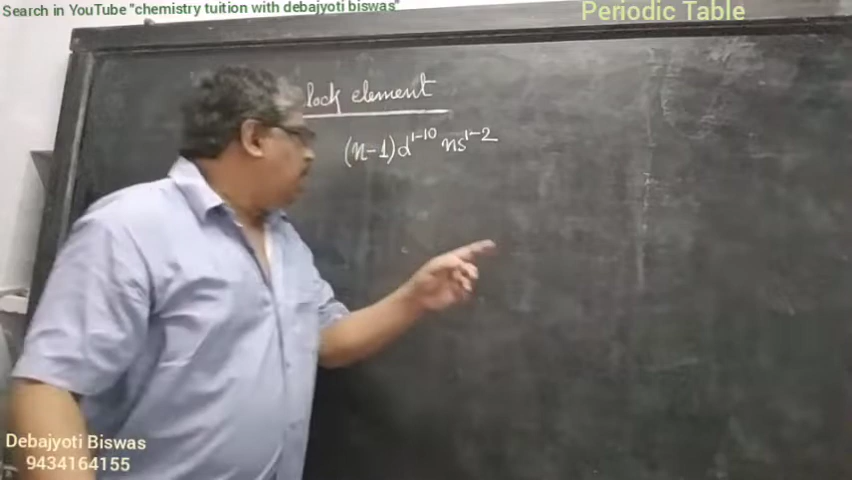 Search in YouTube "chemistry tuition with debajyoti biswas"
Periodic Table
lock element
(n-1)d¹⁻¹⁰ ns¹⁻²
Debajyoti Biswas
9434164155